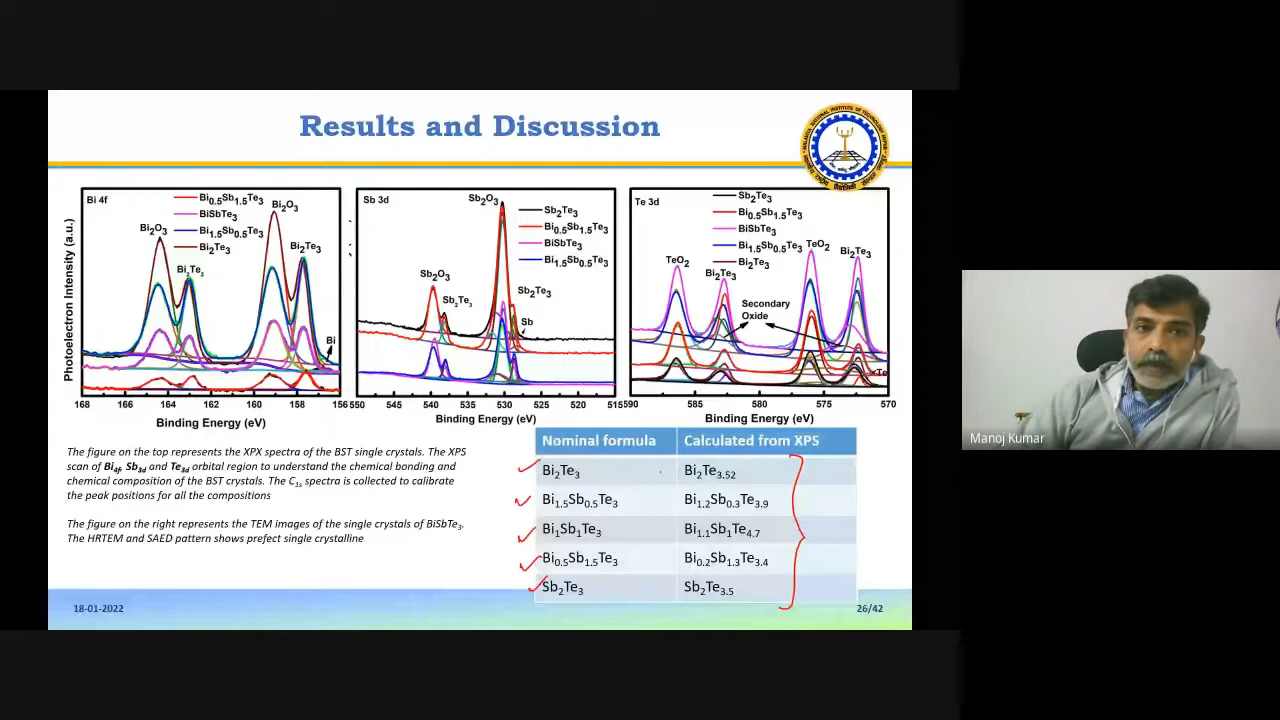 Results and Discussion
MALAVIYA NATIONAL INSTITUTE OF TECHNOLOGY JAIPUR
Bi 4f
Bi0.5Sb1.5Te3
BiSbTe3
Bi1.5Sb0.5Te3
Bi2Te3
Bi2O3
Bi2Te3
Bi2O3
Bi2Te3
Bi
Photoelectron Intensity (a.u.)
168 166 164 162 160 158 156
Binding Energy (eV)
Sb 3d
Sb2O3
Sb2Te3
Bi0.5Sb1.5Te3
BiSbTe3
Bi1.5Sb0.5Te3
Sb2O3
Sb2Te3
Sb2Te3
Sb
550 545 540 535 530 525 520 515
Binding Energy (eV)
Te 3d
Sb2Te3
Bi0.5Sb1.5Te3
BiSbTe3
Bi1.5Sb0.5Te3
Bi2Te3
TeO2
Bi2Te3
TeO2
Bi2Te3
Secondary
Oxide
Te
590 585 580 575 570
Binding Energy (eV)
The figure on the top represents the XPX spectra of the BST single crystals. The XPS
scan of Bi4f, Sb3d and Te3d orbital region to understand the chemical bonding and
chemical composition of the BST crystals. The C1s spectra is collected to calibrate
the peak positions for all the compositions
The figure on the right represents the TEM images of the single crystals of BiSbTe3.
The HRTEM and SAED pattern shows prefect single crystalline
Nominal formula Calculated from XPS
Bi2Te3 Bi2Te3.52
Bi1.5Sb0.5Te3 Bi1.2Sb0.3Te3.9
Bi1Sb1Te3 Bi1.1Sb1Te4.7
Bi0.5Sb1.5Te3 Bi0.2Sb1.3Te3.4
Sb2Te3 Sb2Te3.5
18-01-2022
26/42
Manoj Kumar